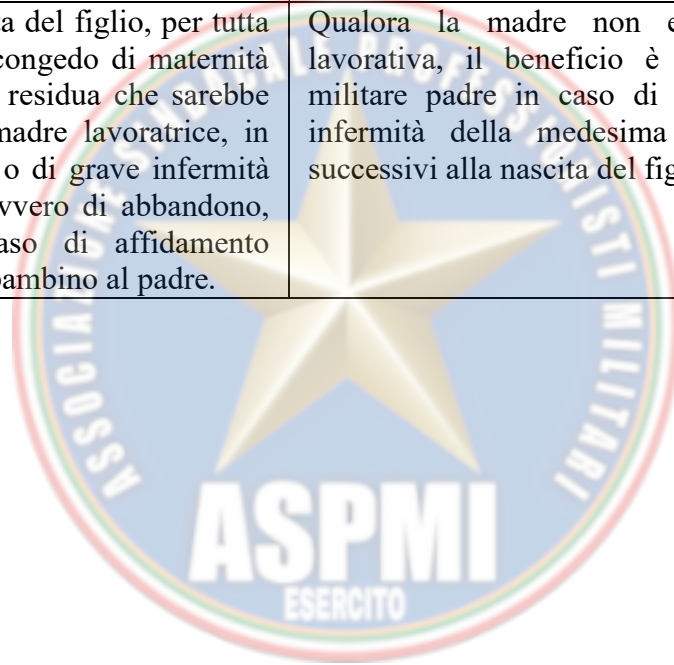 ta del figlio, per tutta
congedo di maternità
residua che sarebbe
madre lavoratrice, in
o di grave infermità
vvero di abbandono,
aso di affidamento
bambino al padre.
Qualora la madre non e
lavorativa, il beneficio è
militare padre in caso di
infermità della medesima
successivi alla nascita del fig
ASSOCIAZIONE SINDACALE PROFESSIONISTI MILITARI
ASPMI
ESERCITO